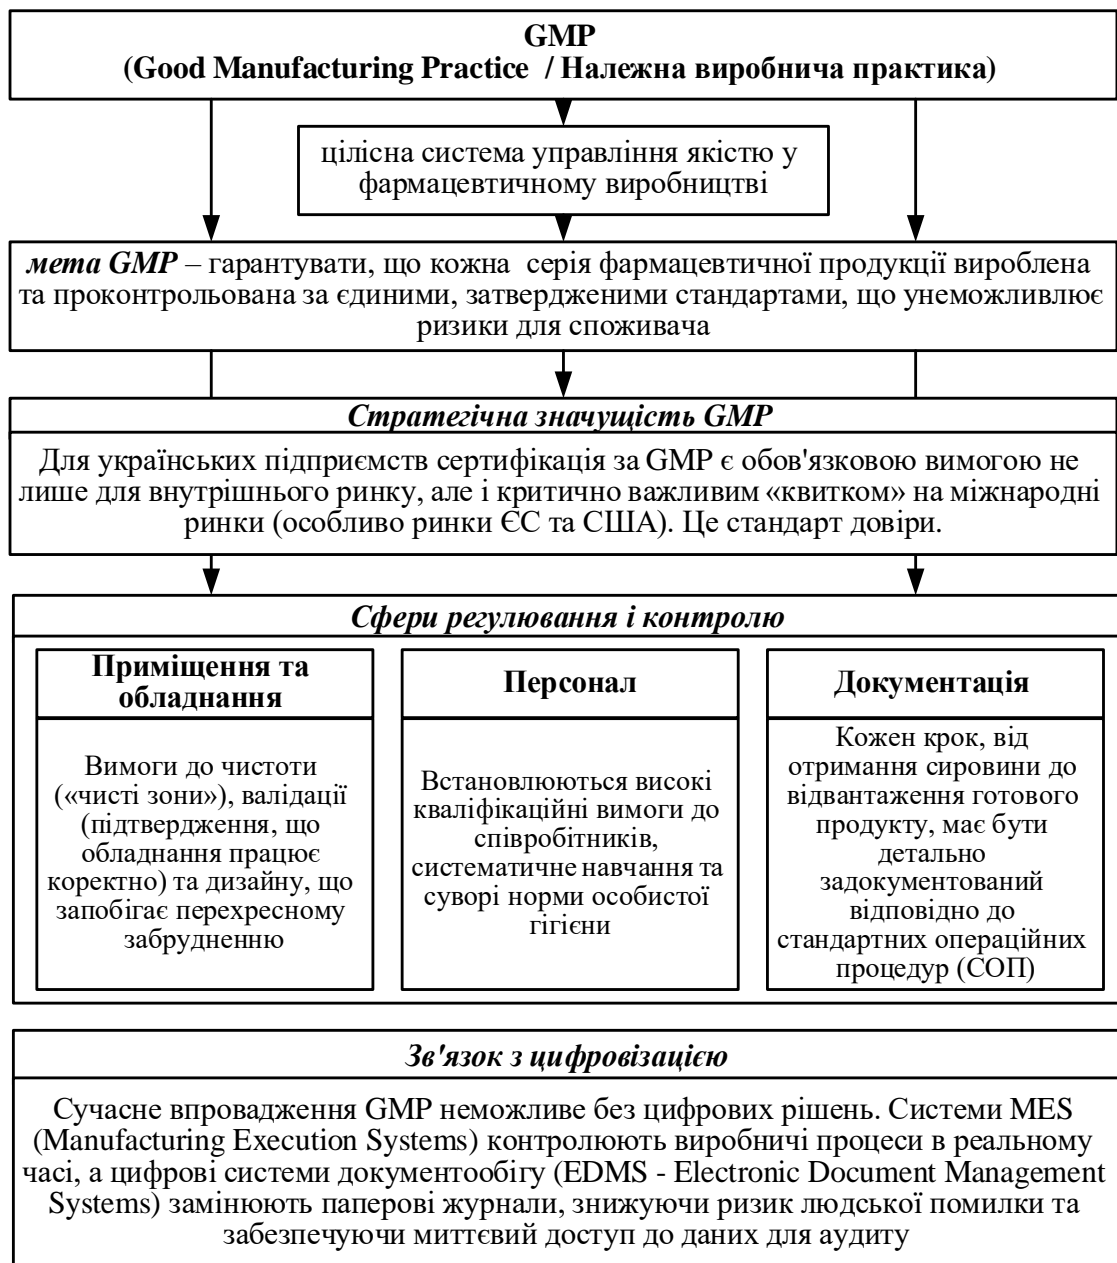 GMP
(Good Manufacturing Practice / Належна виробнича практика)
цілісна система управління якістю у
фармацевтичному виробництві
мета GMP – гарантувати, що кожна серія фармацевтичної продукції вироблена
та проконтрольована за єдиними, затвердженими стандартами, що унеможливлює
ризики для споживача
Стратегічна значущість GMP
Для українських підприємств сертифікація за GMP є обов'язковою вимогою не
лише для внутрішнього ринку, але і критично важливим «квитком» на міжнародні
ринки (особливо ринки ЄС та США). Це стандарт довіри.
Сфери регулювання і контролю
Приміщення та
обладнання
Вимоги до чистоти
(«чисті зони»), валідації
(підтвердження, що
обладнання працює
коректно) та дизайну, що
запобігає перехресному
забрудненню
Персонал
Встановлюються високі
кваліфікаційні вимоги до
співробітників,
систематичне навчання та
суворі норми особистої
гігієни
Документація
Кожен крок, від
отримання сировини до
відвантаження готового
продукту, має бути
детально
задокументований
відповідно до
стандартних операційних
процедур (СОП)
Зв'язок з цифровізацією
Сучасне впровадження GMP неможливе без цифрових рішень. Системи MES
(Manufacturing Execution Systems) контролюють виробничі процеси в реальному
часі, а цифрові системи документообігу (EDMS - Electronic Document Management
Systems) замінюють паперові журнали, знижуючи ризик людської помилки та
забезпечуючи миттєвий доступ до даних для аудиту